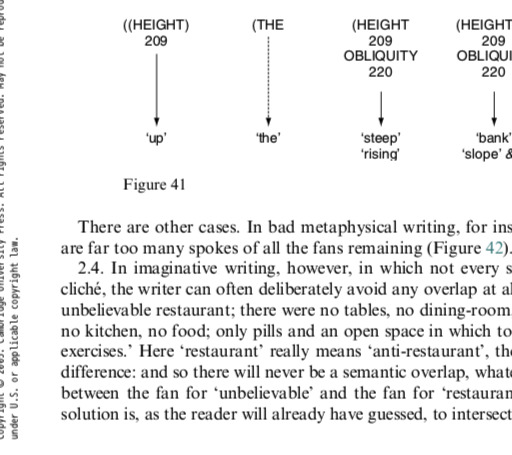 ((HEIGHT) (THE (HEIGHT (HEIGHT
209 209 209
OBLIQUITY OBLIQUI
220 220
'up' 'the' 'steep' 'bank'
'rising' 'slope' &
Figure 41
There are other cases. In bad metaphysical writing, for ins
are far too many spokes of all the fans remaining (Figure 42).
2.4. In imaginative writing, however, in which not every s
cliché, the writer can often deliberately avoid any overlap at al
unbelievable restaurant; there were no tables, no dining-room,
no kitchen, no food; only pills and an open space in which to
exercises.' Here 'restaurant' really means 'anti-restaurant', the
difference: and so there will never be a semantic overlap, whate
between the fan for 'unbelievable' and the fan for 'restauran
solution is, as the reader will already have guessed, to intersect
Copyright © 2005. Cambridge University Press. All rights reserved. May not be reprod
under U.S. or applicable copyright law.